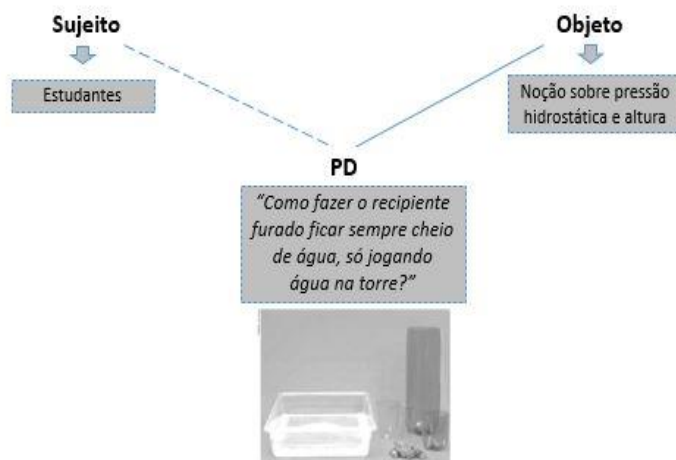 Sujeito
Objeto
Estudantes
Noção sobre pressão
hidrostática e altura
PD
“Como fazer o recipiente
furado ficar sempre cheio
de água, só jogando
água na torre?”